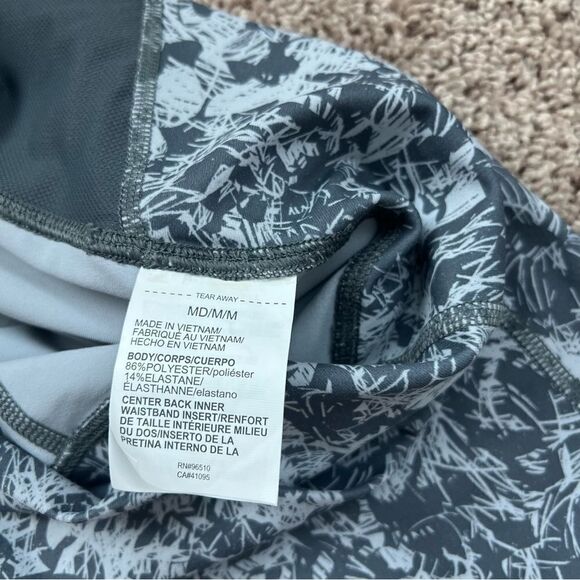 -- TEAR AWAY --
MD/M/M
MADE IN VIETNAM/
FABRIQUÉ AU VIETNAM/
HECHO EN VIETNAM
BODY/CORPS/CUERPO
86%POLYESTER/poliéster
14%ELASTANE/
ÉLASTHANNE/elastano
CENTER BACK INNER
WAISTBAND INSERT/RENFORT
DE TAILLE INTÉRIEURE MILIEU
DU DOS/INSERTO DE LA
PRETINA INTERNO DE LA
RN#96510
CA#41095